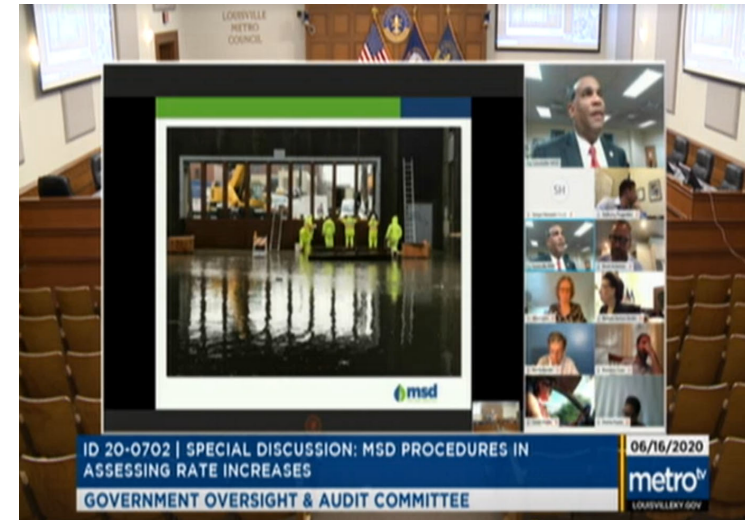 LOUISVILLE
METRO
COUNCIL
SH
msd
ID 20-0702 | SPECIAL DISCUSSION: MSD PROCEDURES IN
ASSESSING RATE INCREASES
06/16/2020
GOVERNMENT OVERSIGHT & AUDIT COMMITTEE
metro tv
LOUISVILLEKY.GOV